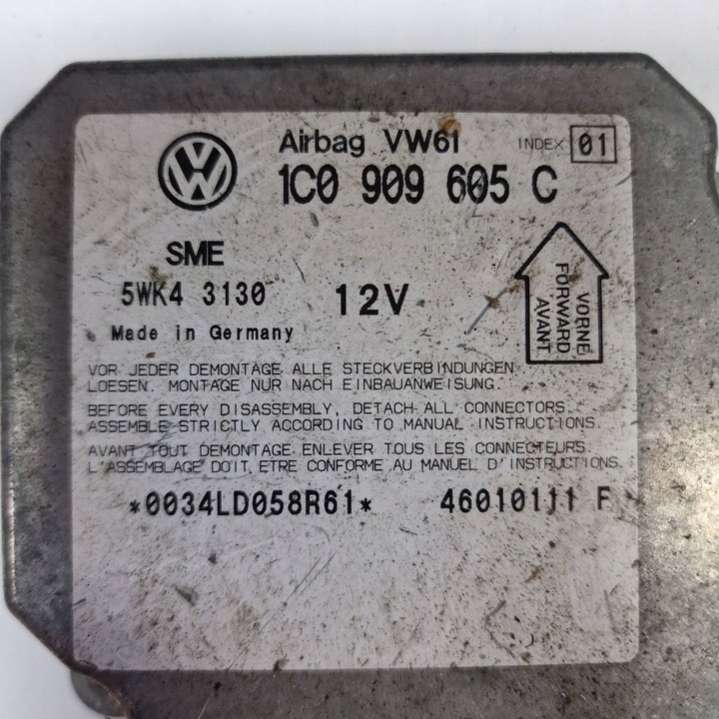 Airbag VW61 INDEX 01
1C0 909 605 C
SME
5WK4 3130 12V
Made in Germany
VORNE
FORWARD
AVANT
VOR JEDER DEMONTAGE ALLE STECKVERBINDUNGEN
LOESEN. MONTAGE NUR NACH EINBAUANWEISUNG.
BEFORE EVERY DISASSEMBLY, DETACH ALL CONNECTORS.
ASSEMBLE STRICTLY ACCORDING TO MANUAL INSTRUCTIONS.
AVANT TOUT DEMONTAGE ENLEVER TOUS LES CONNECTEURS.
L'ASSEMBLAGE DOIT ETRE CONFORME AU MANUEL D'INSTRUCTIONS.
*0034LD058R61* 46010111 F